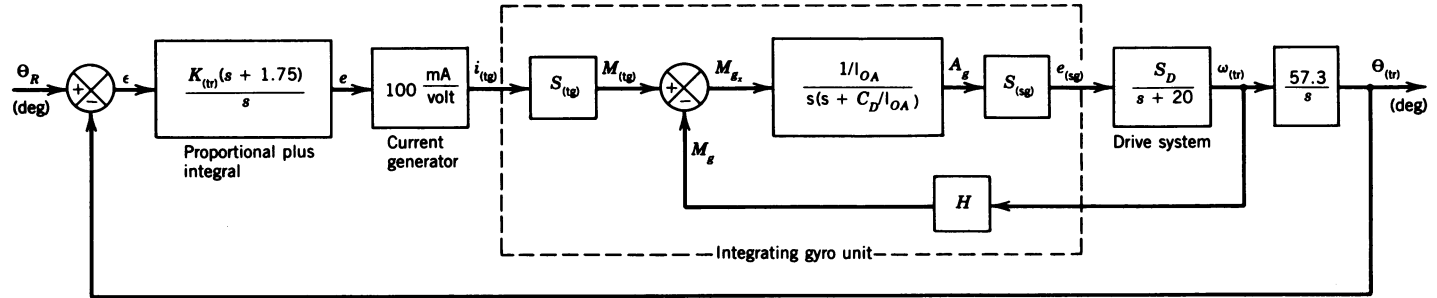 Θ_R
(deg)
+
−
ϵ
K_(tr)(s + 1.75)
s
Proportional plus
integral
e
100 mA
volt
Current
generator
i_(tg)
S_(tg)
M_(tg)
+
−
M_gx
1/I_OA
s(s + C_D/I_OA)
A_g
S_(sg)
e_(sg)
S_D
s + 20
Drive system
ω_(tr)
57.3
s
Θ_(tr)
(deg)
M_g
H
Integrating gyro unit